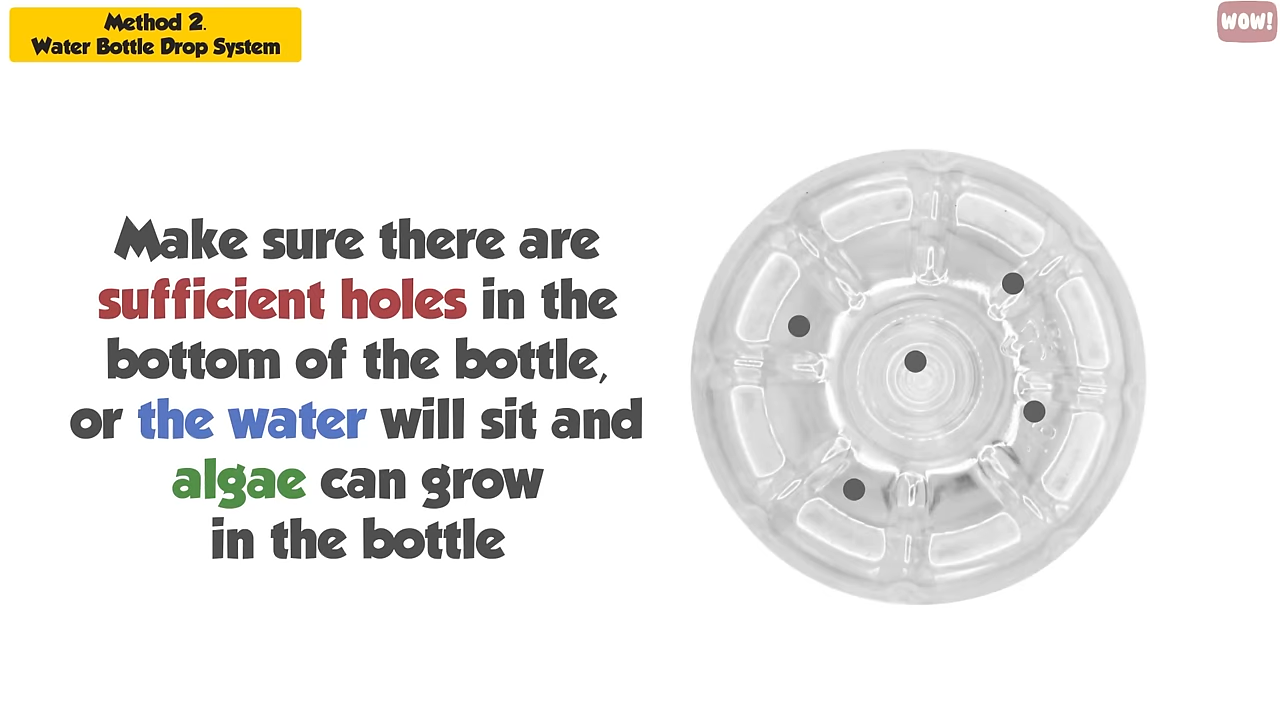 Method 2.
Water Bottle Drop System
WOW!
Make sure there are
sufficient holes in the
bottom of the bottle,
or the water will sit and
algae can grow
in the bottle